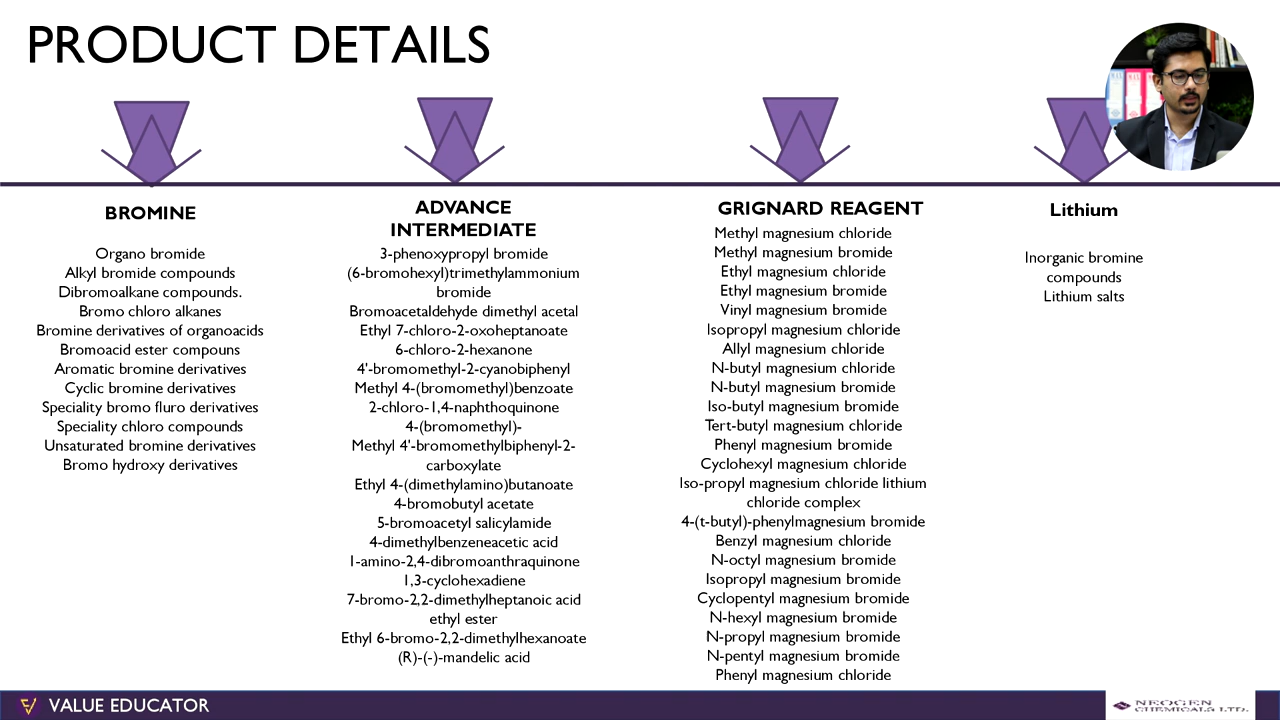 PRODUCT DETAILS
BROMINE
Organo bromide
Alkyl bromide compounds
Dibromoalkane compounds.
Bromo chloro alkanes
Bromine derivatives of organoacids
Bromoacid ester compouns
Aromatic bromine derivatives
Cyclic bromine derivatives
Speciality bromo fluro derivatives
Speciality chloro compounds
Unsaturated bromine derivatives
Bromo hydroxy derivatives
ADVANCE
INTERMEDIATE
3-phenoxypropyl bromide
(6-bromohexyl)trimethylammonium
bromide
Bromoacetaldehyde dimethyl acetal
Ethyl 7-chloro-2-oxoheptanoate
6-chloro-2-hexanone
4'-bromomethyl-2-cyanobiphenyl
Methyl 4-(bromomethyl)benzoate
2-chloro-1,4-naphthoquinone
4-(bromomethyl)-
Methyl 4'-bromomethylbiphenyl-2-
carboxylate
Ethyl 4-(dimethylamino)butanoate
4-bromobutyl acetate
5-bromoacetyl salicylamide
4-dimethylbenzeneacetic acid
1-amino-2,4-dibromoanthraquinone
1,3-cyclohexadiene
7-bromo-2,2-dimethylheptanoic acid
ethyl ester
Ethyl 6-bromo-2,2-dimethylhexanoate
(R)-(-)-mandelic acid
GRIGNARD REAGENT
Methyl magnesium chloride
Methyl magnesium bromide
Ethyl magnesium chloride
Ethyl magnesium bromide
Vinyl magnesium bromide
Isopropyl magnesium chloride
Allyl magnesium chloride
N-butyl magnesium chloride
N-butyl magnesium bromide
Iso-butyl magnesium bromide
Tert-butyl magnesium chloride
Phenyl magnesium bromide
Cyclohexyl magnesium chloride
Iso-propyl magnesium chloride lithium
chloride complex
4-(t-butyl)-phenylmagnesium bromide
Benzyl magnesium chloride
N-octyl magnesium bromide
Isopropyl magnesium bromide
Cyclopentyl magnesium bromide
N-hexyl magnesium bromide
N-propyl magnesium bromide
N-pentyl magnesium bromide
Phenyl magnesium chloride
Lithium
Inorganic bromine
compounds
Lithium salts
VALUE EDUCATOR
NEOGEN
CHEMICALS LTD.